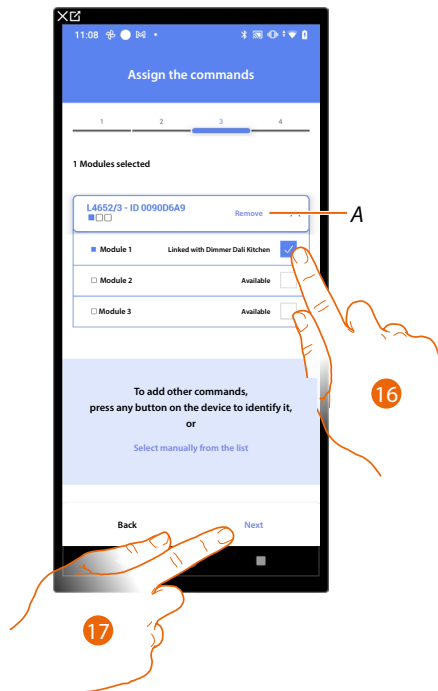 11:08
Assign the commands
1 2 3 4
1 Modules selected
L4652/3 - ID 0090D6A9
Remove
A
Module 1 Linked with Dimmer Dali Kitchen
Module 2 Available
Module 3 Available
16
To add other commands,
press any button on the device to identify it,
or
Select manually from the list
Back Next
17